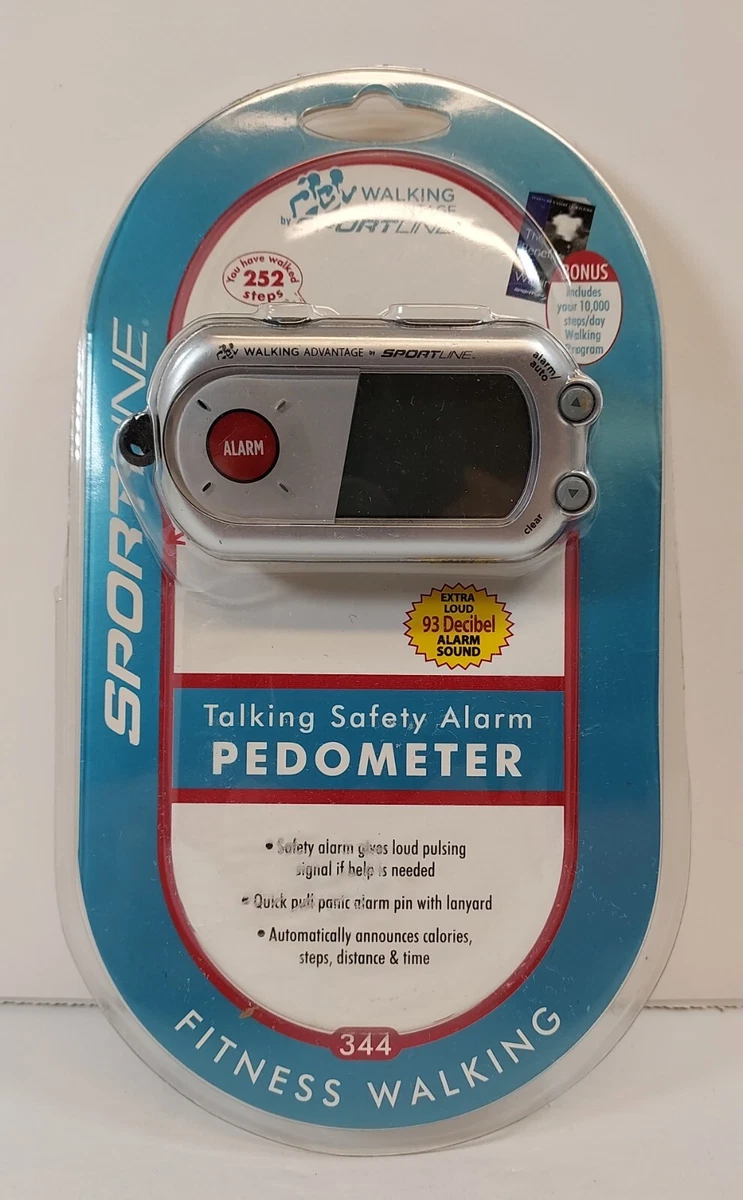 WALKING
by SPORTLINE
You have walked
252
steps
BONUS
Includes
your 10,000
steps/day
Walking
Program
WALKING ADVANTAGE by SPORTLINE
alarm/
auto
ALARM
clear
SPORTLINE
EXTRA
LOUD
93 Decibel
ALARM
SOUND
Talking Safety Alarm
PEDOMETER
• Safety alarm gives loud pulsing
signal if help is needed
• Quick pull panic alarm pin with lanyard
• Automatically announces calories,
steps, distance & time
344
FITNESS WALKING